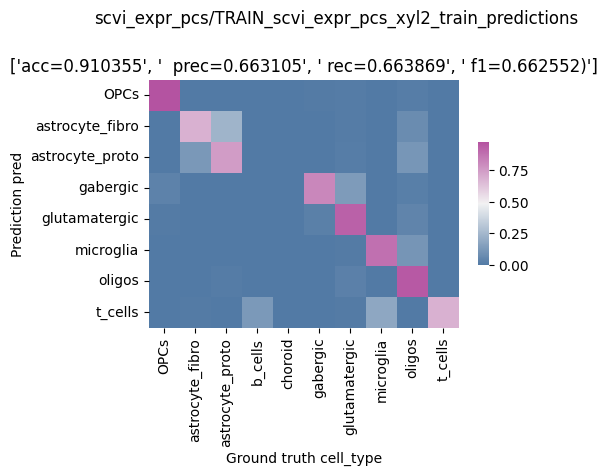 scvi_expr_pcs/TRAIN_scvi_expr_pcs_xyl2_train_predictions
['acc=0.910355', '  prec=0.663105', ' rec=0.663869', ' f1=0.662552)']
OPCs
astrocyte_fibro
astrocyte_proto
gabergic
glutamatergic
microglia
oligos
t_cells
Prediction pred
0.75
0.50
0.25
0.00
OPCs
astrocyte_fibro
astrocyte_proto
b_cells
choroid
gabergic
glutamatergic
microglia
oligos
t_cells
Ground truth cell_type